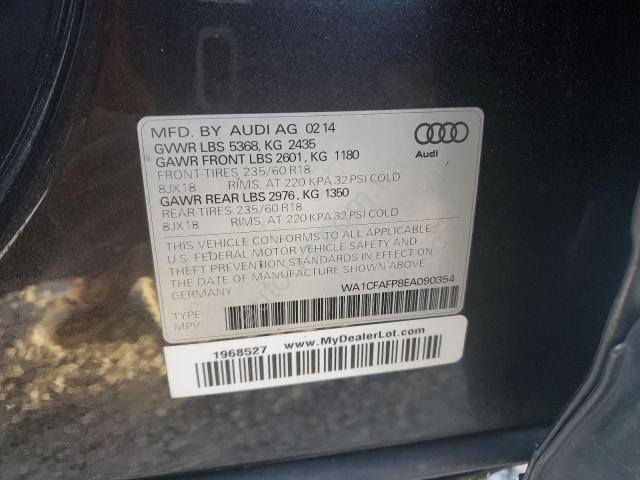 MFD. BY AUDI AG 02 14
GVWR LBS 5368, KG 2435
GAWR FRONT LBS 2601, KG 1180
FRONT-TIRES 235/60 R18
8JX18 RIMS, AT 220 KPA 32 PSI COLD
GAWR REAR LBS 2976, KG 1350
REAR-TIRES 235/60 R18
8JX18 RIMS, AT 220 KPA 32 PSI COLD
Audi
THIS VEHICLE CONFORMS TO ALL APPLICABLE
U.S. FEDERAL MOTOR VEHICLE SAFETY AND
THEFT PREVENTION STANDARDS IN EFFECT ON
THE DATE OF MANUFACTURE SHOWN ABOVE.
GERMANY
WA1CFAFP8EA090354
TYPE
MPV
1968527 www.MyDealerLot.com